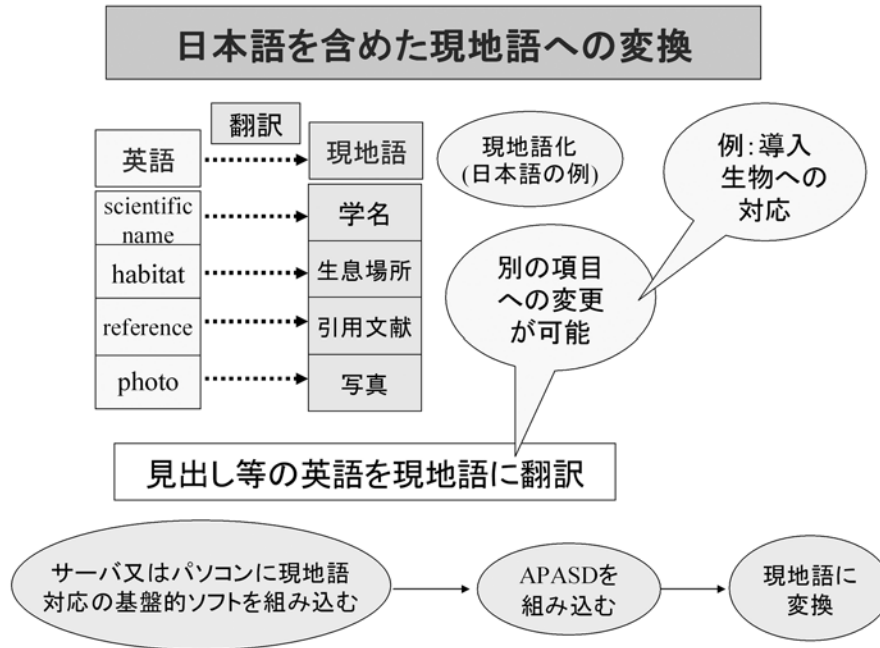 日本語を含めた現地語への変換
翻訳
英語
現地語
現地語化
(日本語の例)
例：導入
生物への
対応
scientific
name
学名
habitat
生息場所
reference
引用文献
photo
写真
別の項目
への変更
が可能
見出し等の英語を現地語に翻訳
サーバ又はパソコンに現地語
対応の基盤的ソフトを組み込む
APASDを
組み込む
現地語に
変換